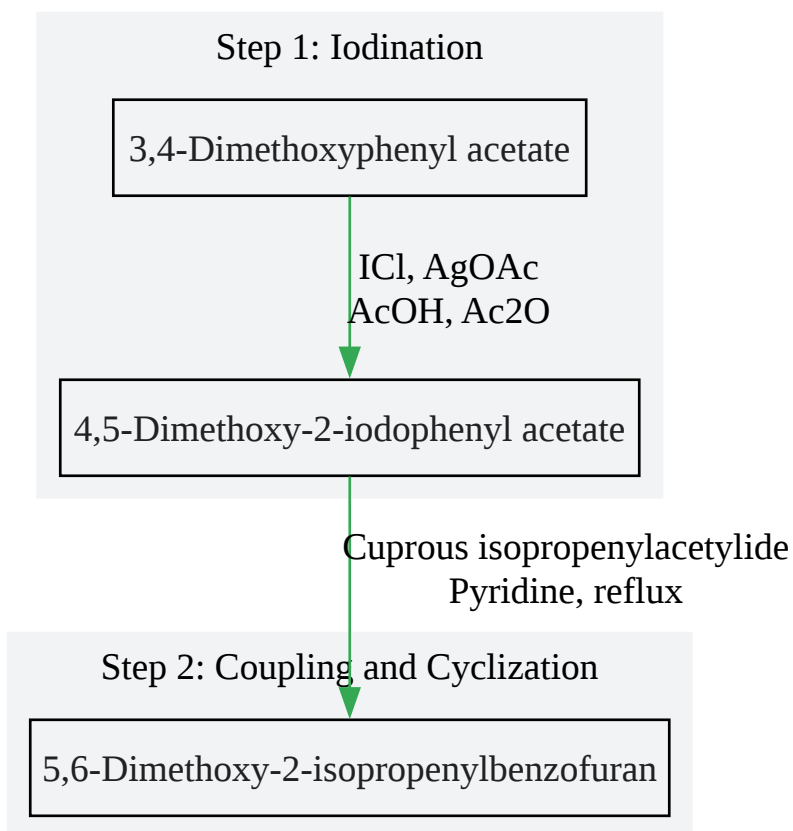 Step 1: Iodination
3,4-Dimethoxyphenyl acetate
ICl, AgOAc
AcOH, Ac2O
4,5-Dimethoxy-2-iodophenyl acetate
Cuprous isopropenylacetylide
Pyridine, reflux
Step 2: Coupling and Cyclization
5,6-Dimethoxy-2-isopropenylbenzofuran